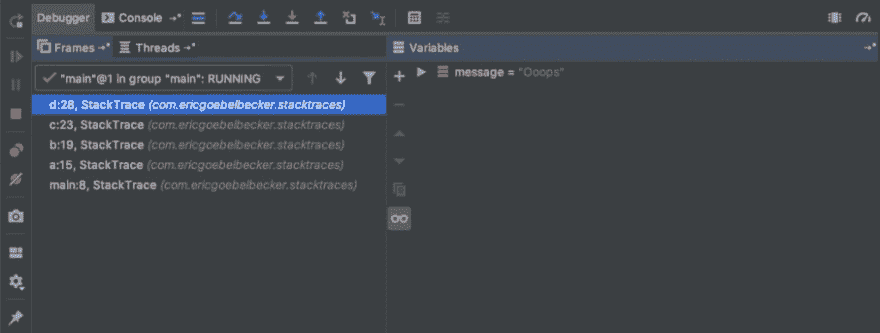 Debugger Console
Frames Threads Variables
"main"@1 in group "main": RUNNING
message = "Ooops"
d:28, StackTrace (com.ericgoebelbecker.stacktraces)
c:23, StackTrace (com.ericgoebelbecker.stacktraces)
b:19, StackTrace (com.ericgoebelbecker.stacktraces)
a:15, StackTrace (com.ericgoebelbecker.stacktraces)
main:8, StackTrace (com.ericgoebelbecker.stacktraces)